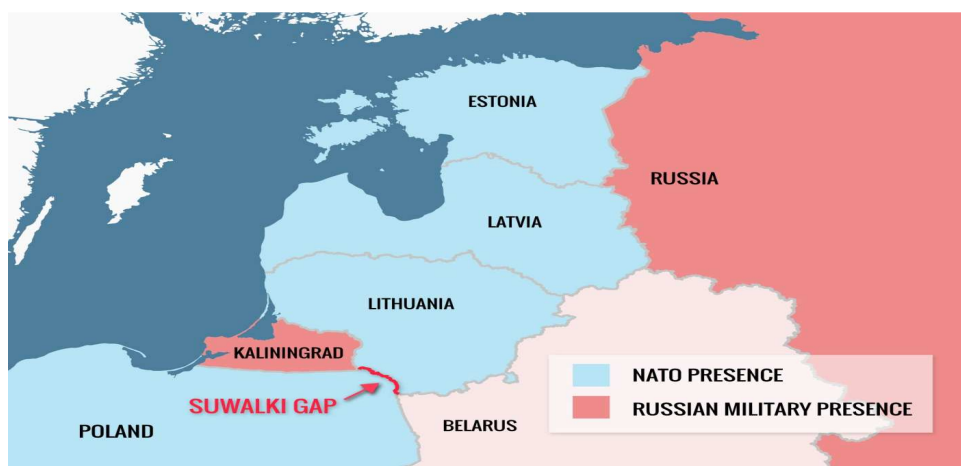 ESTONIA
RUSSIA
LATVIA
LITHUANIA
KALININGRAD
SUWALKI GAP
POLAND
BELARUS
NATO PRESENCE
RUSSIAN MILITARY PRESENCE